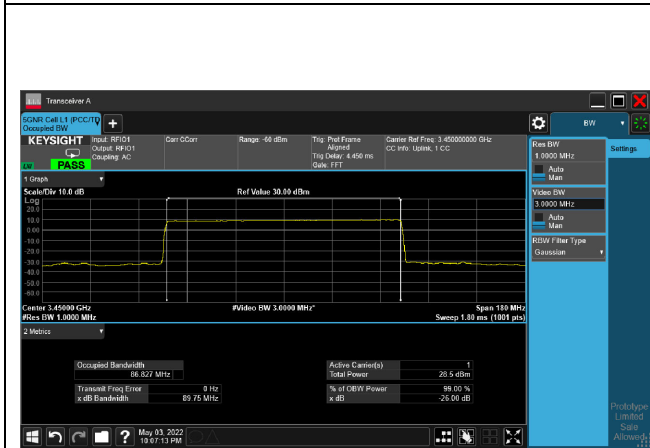 Transceiver A
5GNR Cell L1 (PCC/TD
Occupied BW
+
BW
KEYSIGHT
Input: RFIO1
Output: RFIO1
Coupling: AC
Corr CCorr
Range: -60 dBm
Trig: Prot Frame
Aligned
Trig Delay: 4.450 ms
Gate: FFT
Carrier Ref Freq: 3.450000000 GHz
CC Info: Uplink, 1 CC
PASS
Res BW
1.0000 MHz
Auto
Man
Settings
Video BW
3.0000 MHz
Auto
Man
RBW Filter Type
Gaussian
1 Graph
Scale/Div 10.0 dB
Ref Value 30.00 dBm
Log
20.0
10.0
0.00
-10.0
-20.0
-30.0
-40.0
-50.0
-60.0
Center 3.45000 GHz
#Video BW 3.0000 MHz*
Span 180 MHz
#Res BW 1.0000 MHz
Sweep 1.80 ms (1001 pts)
2 Metrics
Occupied Bandwidth
86.827 MHz
Active Carrier(s) 1
Total Power 28.5 dBm
Transmit Freq Error 0 Hz
x dB Bandwidth 89.75 MHz
% of OBW Power 99.00 %
x dB -26.00 dB
Prototype
Limited
Sale
Allowed
?
May 03, 2022
10:07:13 PM